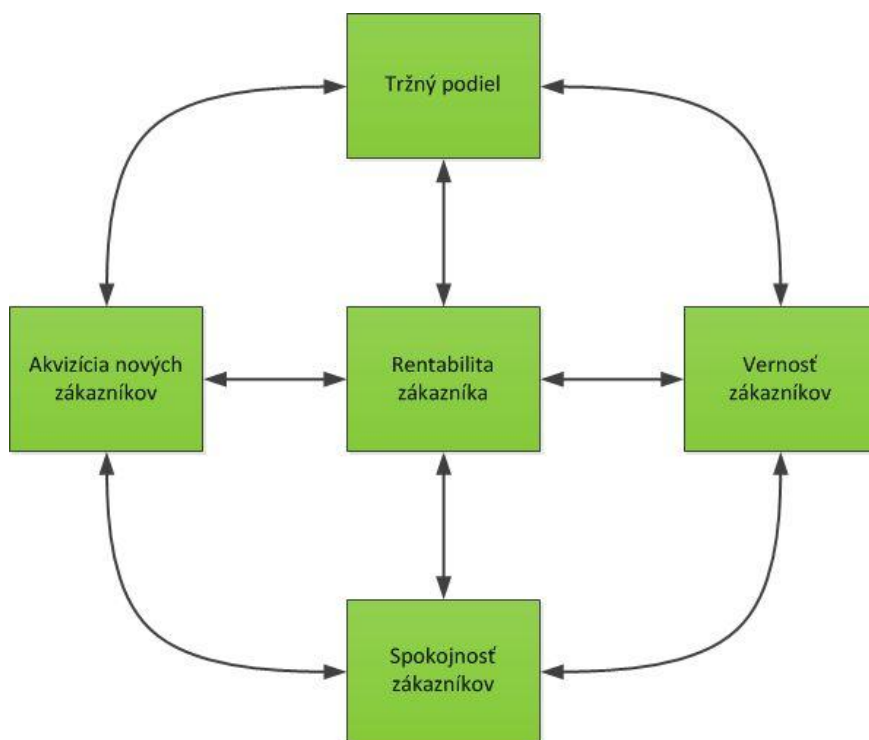 Tržný podiel
Akvizícia nových
zákazníkov
Rentabilita
zákazníka
Vernosť
zákazníkov
Spokojnosť
zákazníkov